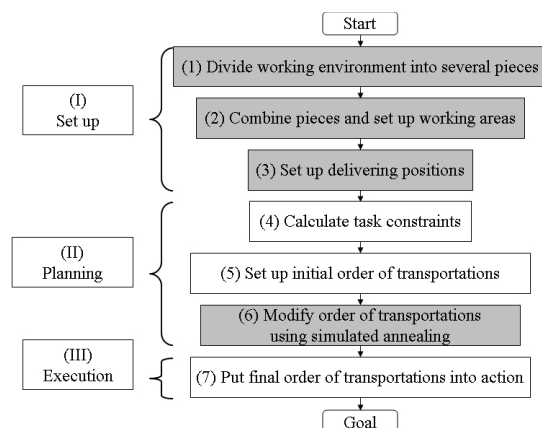 Start
(1) Divide working environment into several pieces
(I)
Set up
(2) Combine pieces and set up working areas
(3) Set up delivering positions
(4) Calculate task constraints
(II)
Planning
(5) Set up initial order of transportations
(6) Modify order of transportations
using simulated annealing
(III)
Execution
(7) Put final order of transportations into action
Goal